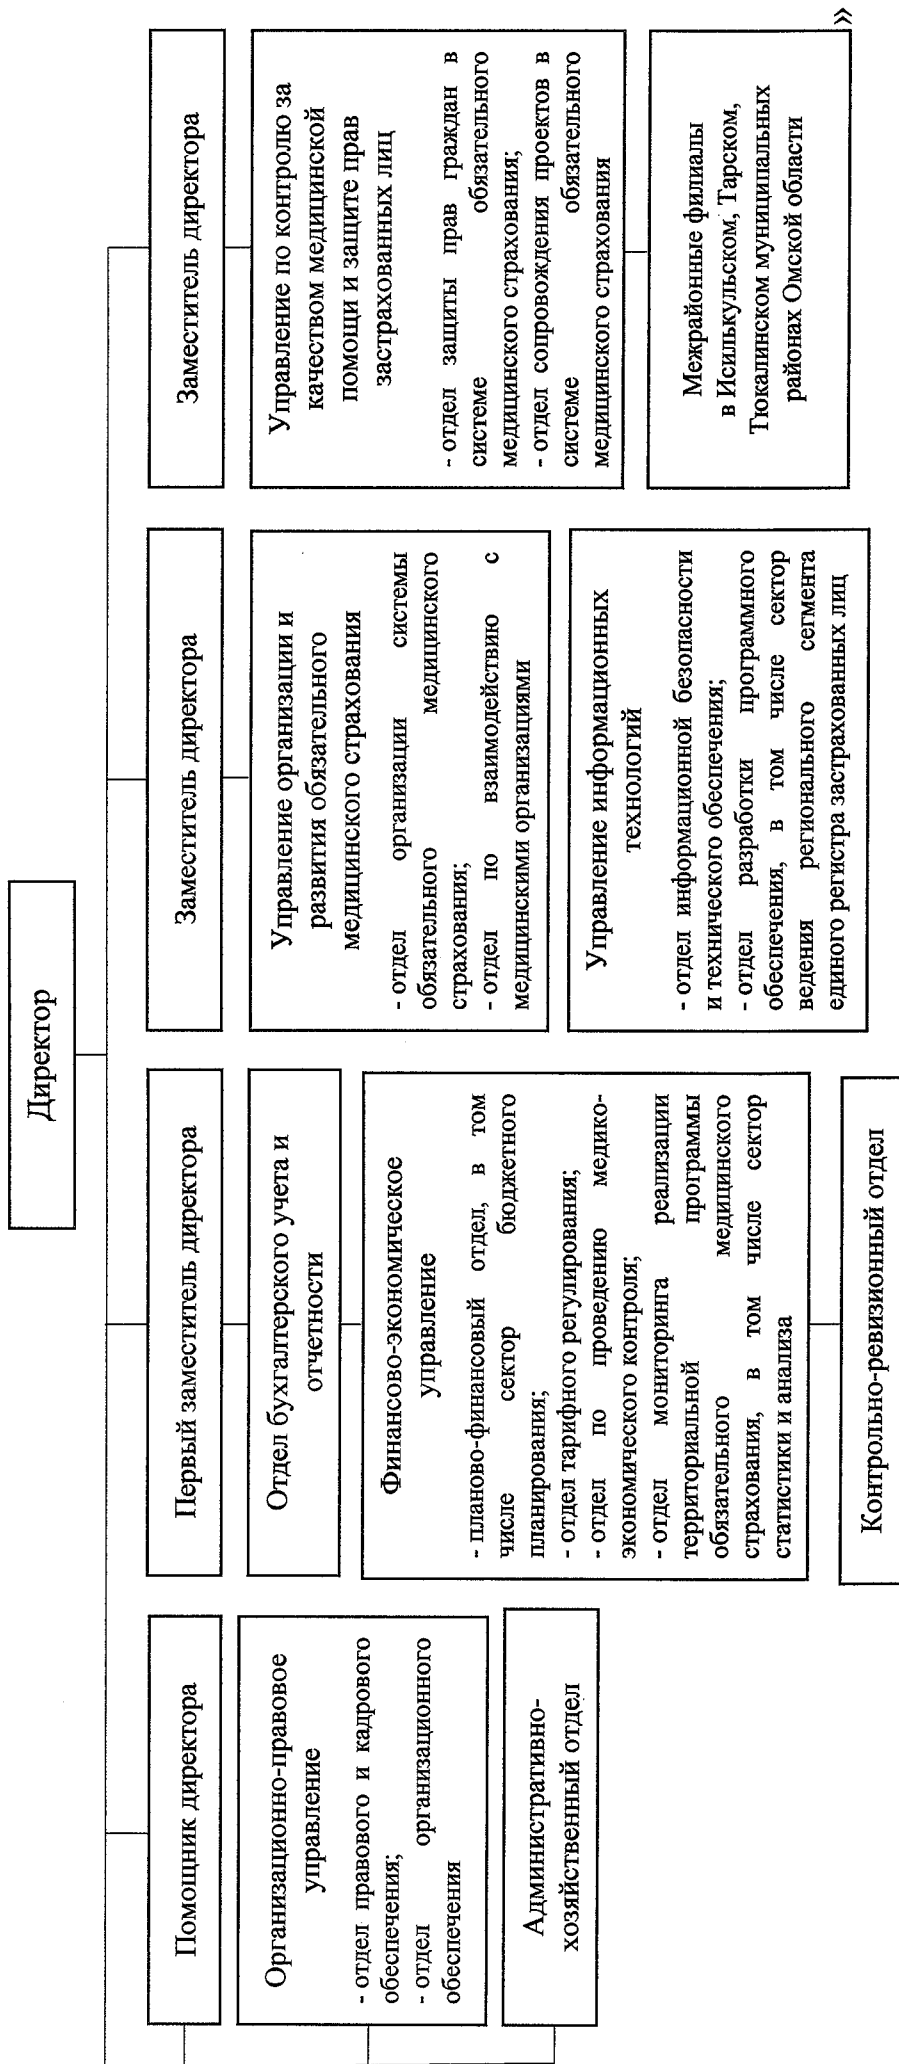 Директор
Помощник директора
Организационно-правовое
управление
- отдел правового и кадрового
обеспечения;
- отдел организационного
обеспечения
Административно-
хозяйственный отдел
Первый заместитель директора
Отдел бухгалтерского учета и
отчетности
Финансово-экономическое
управление
- планово-финансовый отдел, в том
числе сектор бюджетного
планирования;
- отдел тарифного регулирования;
- отдел по проведению медико-
экономического контроля;
- отдел мониторинга реализации
территориальной программы
обязательного медицинского
страхования, в том числе сектор
статистики и анализа
Контрольно-ревизионный отдел
Заместитель директора
Управление организации и
развития обязательного
медицинского страхования
- отдел организации системы
обязательного медицинского
страхования;
- отдел по взаимодействию с
медицинскими организациями
Управление информационных
технологий
- отдел информационной безопасности
и технического обеспечения;
- отдел разработки программного
обеспечения, в том числе сектор
ведения регионального сегмента
единого регистра застрахованных лиц
Заместитель директора
Управление по контролю за
качеством медицинской
помощи и защите прав
застрахованных лиц
- отдел защиты прав граждан в
системе обязательного
медицинского страхования;
- отдел сопровождения проектов в
системе обязательного
медицинского страхования
Межрайонные филиалы
в Исилькульском, Тарском,
Тюкалинском муниципальных
районах Омской области
»